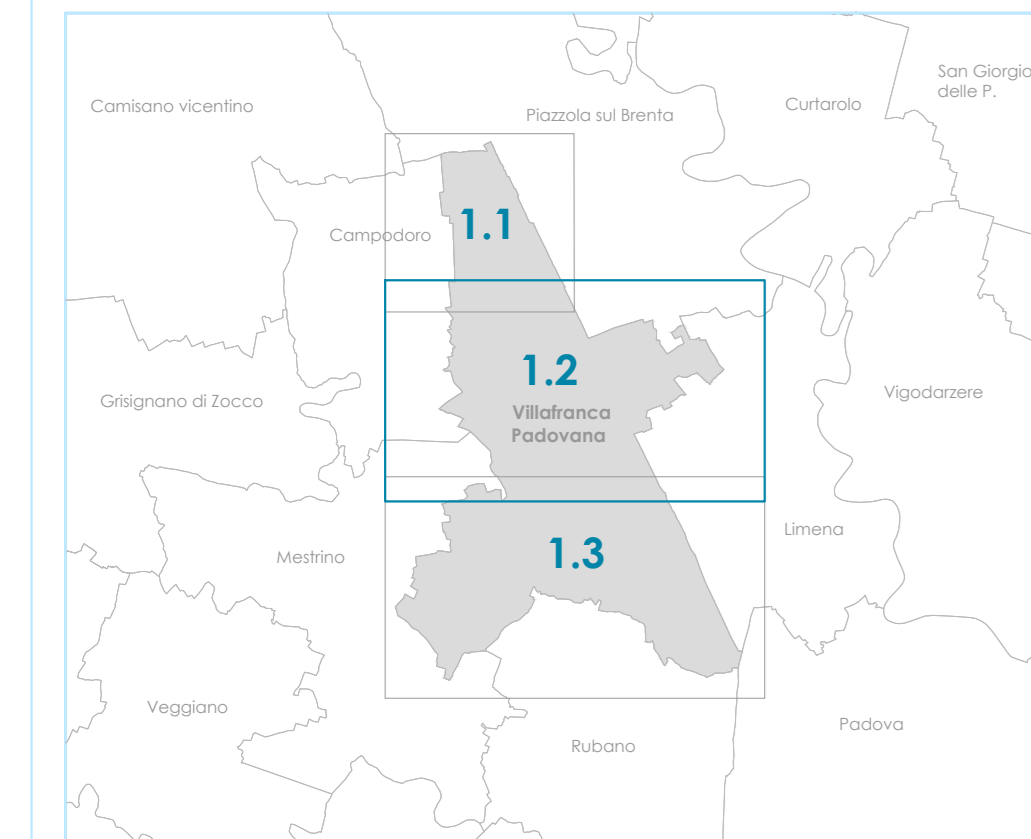 San Giorgio
delle P.
Camisano vicentino
Curtarolo
Piazzola sul Brenta
1.1
Campodoro
1.2
Vigodarzere
Grisignano di Zocco
Villafranca
Padovana
Limena
1.3
Mestrino
Veggiano
Padova
Rubano